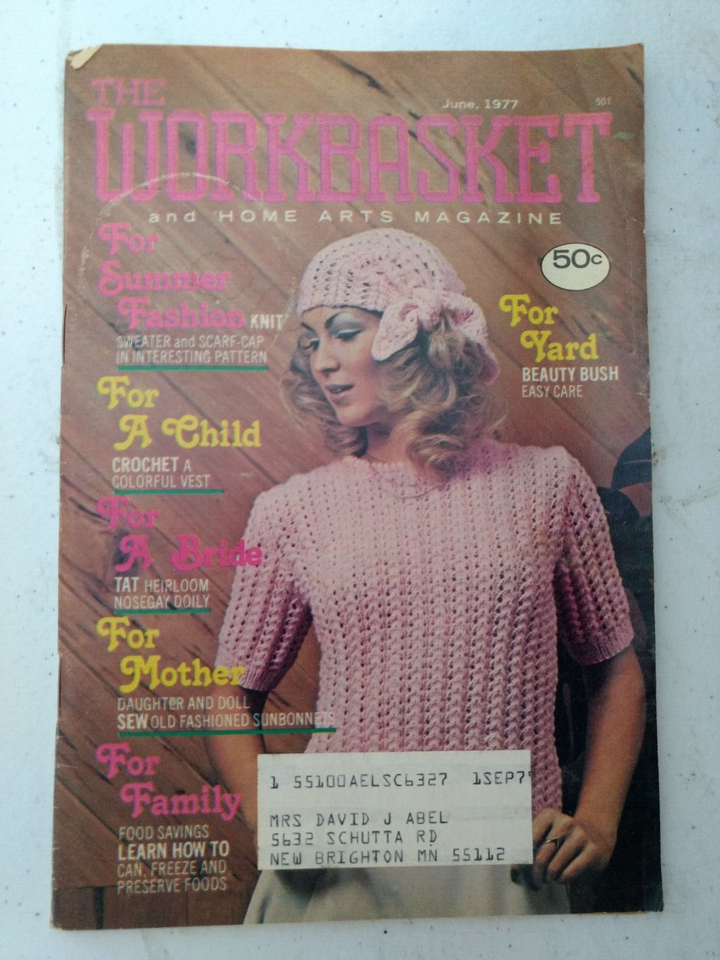 THE
June, 1977
501
WORKBASKET
and HOME ARTS MAGAZINE
50c
For
Summer
Fashion KNIT
SWEATER and SCARF-CAP
IN INTERESTING PATTERN
For
Yard
BEAUTY BUSH
EASY CARE
For
A Child
CROCHET A
COLORFUL VEST
For
A Bride
TAT HEIRLOOM
NOSEGAY DOILY
For
Mother
DAUGHTER AND DOLL
SEW OLD FASHIONED SUNBONNETS
For
Family
FOOD SAVINGS
LEARN HOW TO
CAN, FREEZE AND
PRESERVE FOODS
1 55100AELSC6327 1SEP7
MRS DAVID J ABEL
5632 SCHUTTA RD
NEW BRIGHTON MN 55112